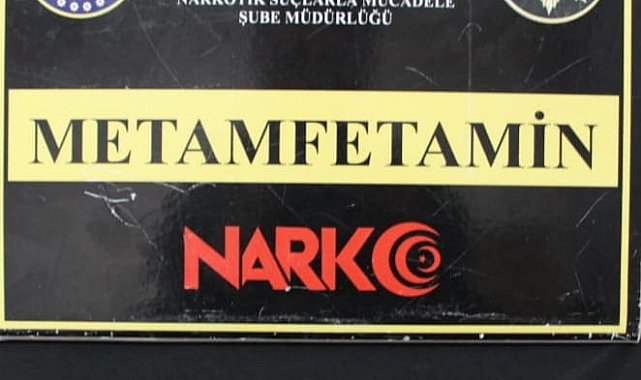 NARKOTİK SUÇLARLA MÜCADELE
ŞUBE MÜDÜRLÜĞÜ
METAMFETAMİN
NARKO